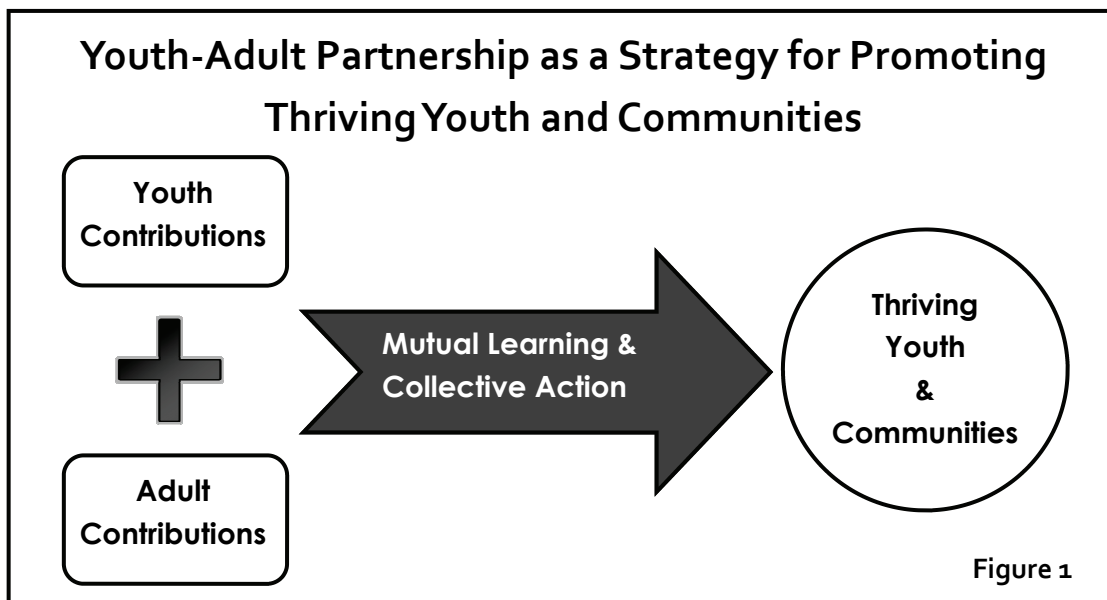 Youth-Adult Partnership as a Strategy for Promoting
Thriving Youth and Communities
Youth
Contributions
Adult
Contributions
Mutual Learning &
Collective Action
Thriving
Youth
&
Communities
Figure 1